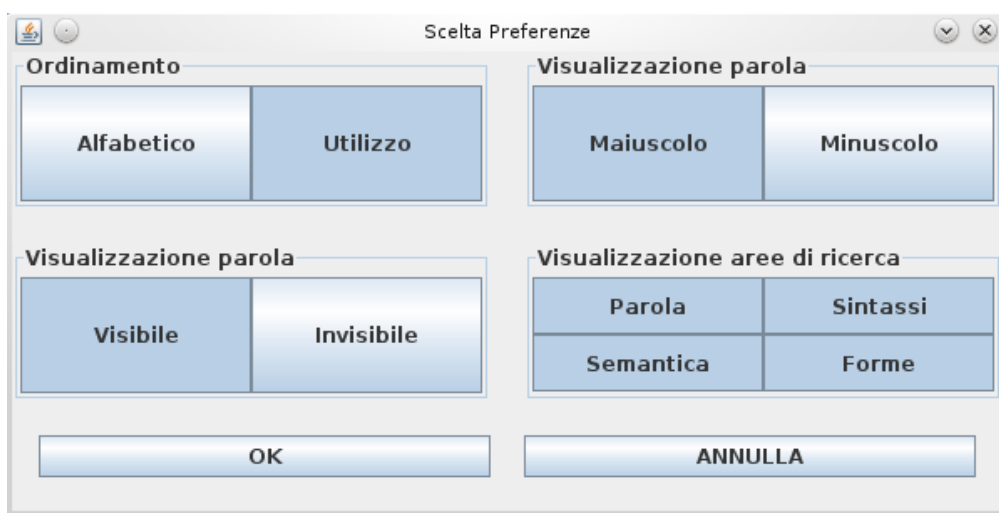 Scelta Preferenze
Ordinamento
Alfabetico Utilizzo
Visualizzazione parola
Maiuscolo Minuscolo
Visualizzazione parola
Visibile Invisibile
Visualizzazione aree di ricerca
Parola Sintassi
Semantica Forme
OK ANNULLA